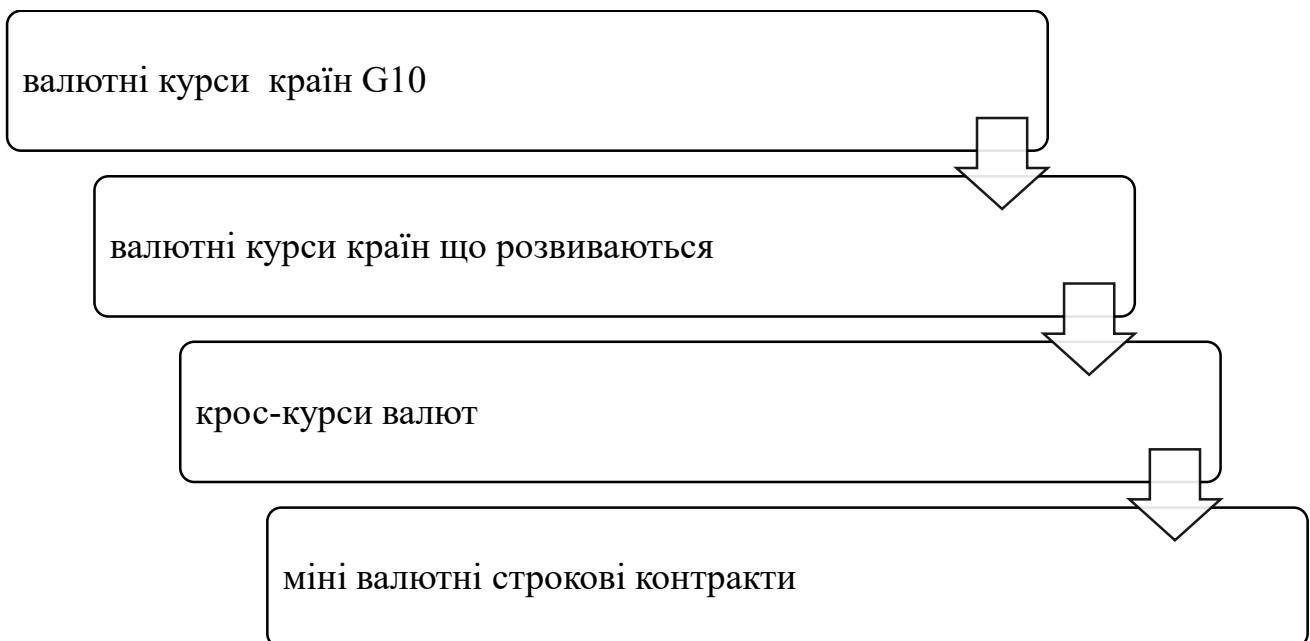 валютні курси  країн G10
валютні курси країн що розвиваються
крос-курси валют
міні валютні строкові контракти